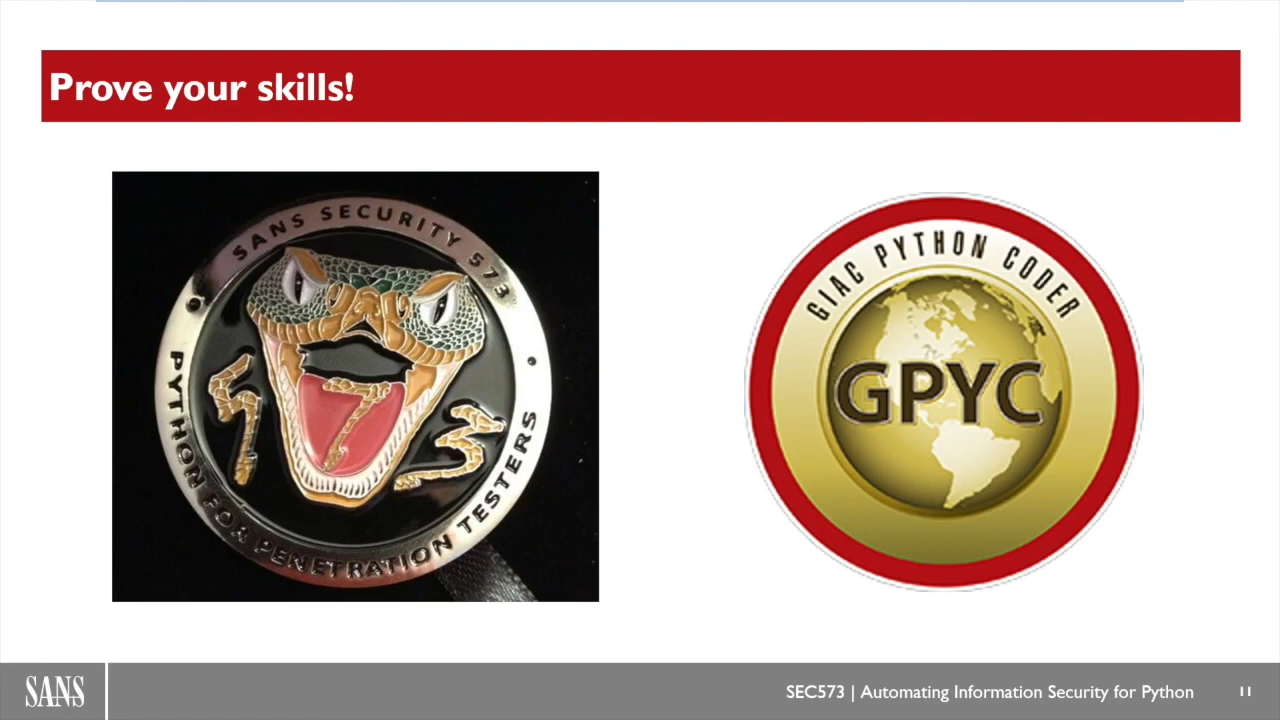 Prove your skills!
SANS SECURITY 573
573
PYTHON FOR PENETRATION TESTERS
GIAC PYTHON CODER
GPYC
SANS
SEC573 | Automating Information Security for Python
11